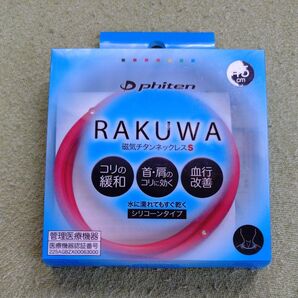 phiten
cm
RAKUWA
磁気チタンネックレスS
コリの
緩和
首・肩の
コリに効く
血行
改善
水に濡れてもすぐ乾く
シリコーンタイプ
管理医療機器
医療機器認証番号
225AGBZX00063000